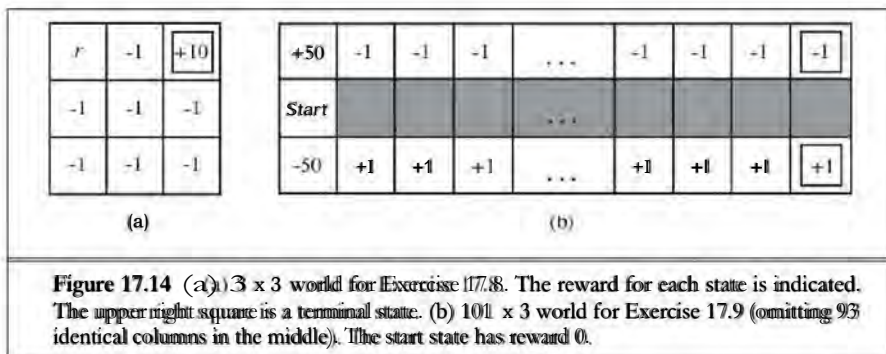 r -1 +10
-1 -1 -1
-1 -1 -1
(a)
+50 -1 -1 -1 ... -1 -1 -1 -1
Start ...
-50 +1 +1 +1 ... +1 +1 +1 +1
(b)
Figure 17.14 (a) 3 x 3 world for Exercise 17.8. The reward for each state is indicated.
The upper right square is a terminal state. (b) 101 x 3 world for Exercise 17.9 (omitting 93
identical columns in the middle). The start state has reward 0.